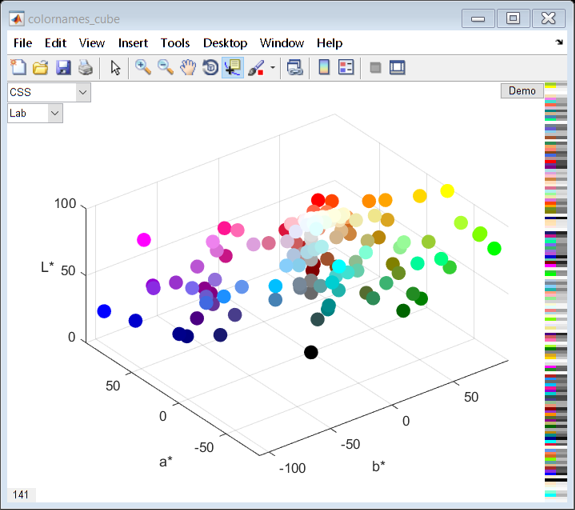 colornames_cube
File Edit View Insert Tools Desktop Window Help
CSS
Demo
Lab
100
L*
50
0
50
0
-50
a*
-100
-50
0
50
b*
141